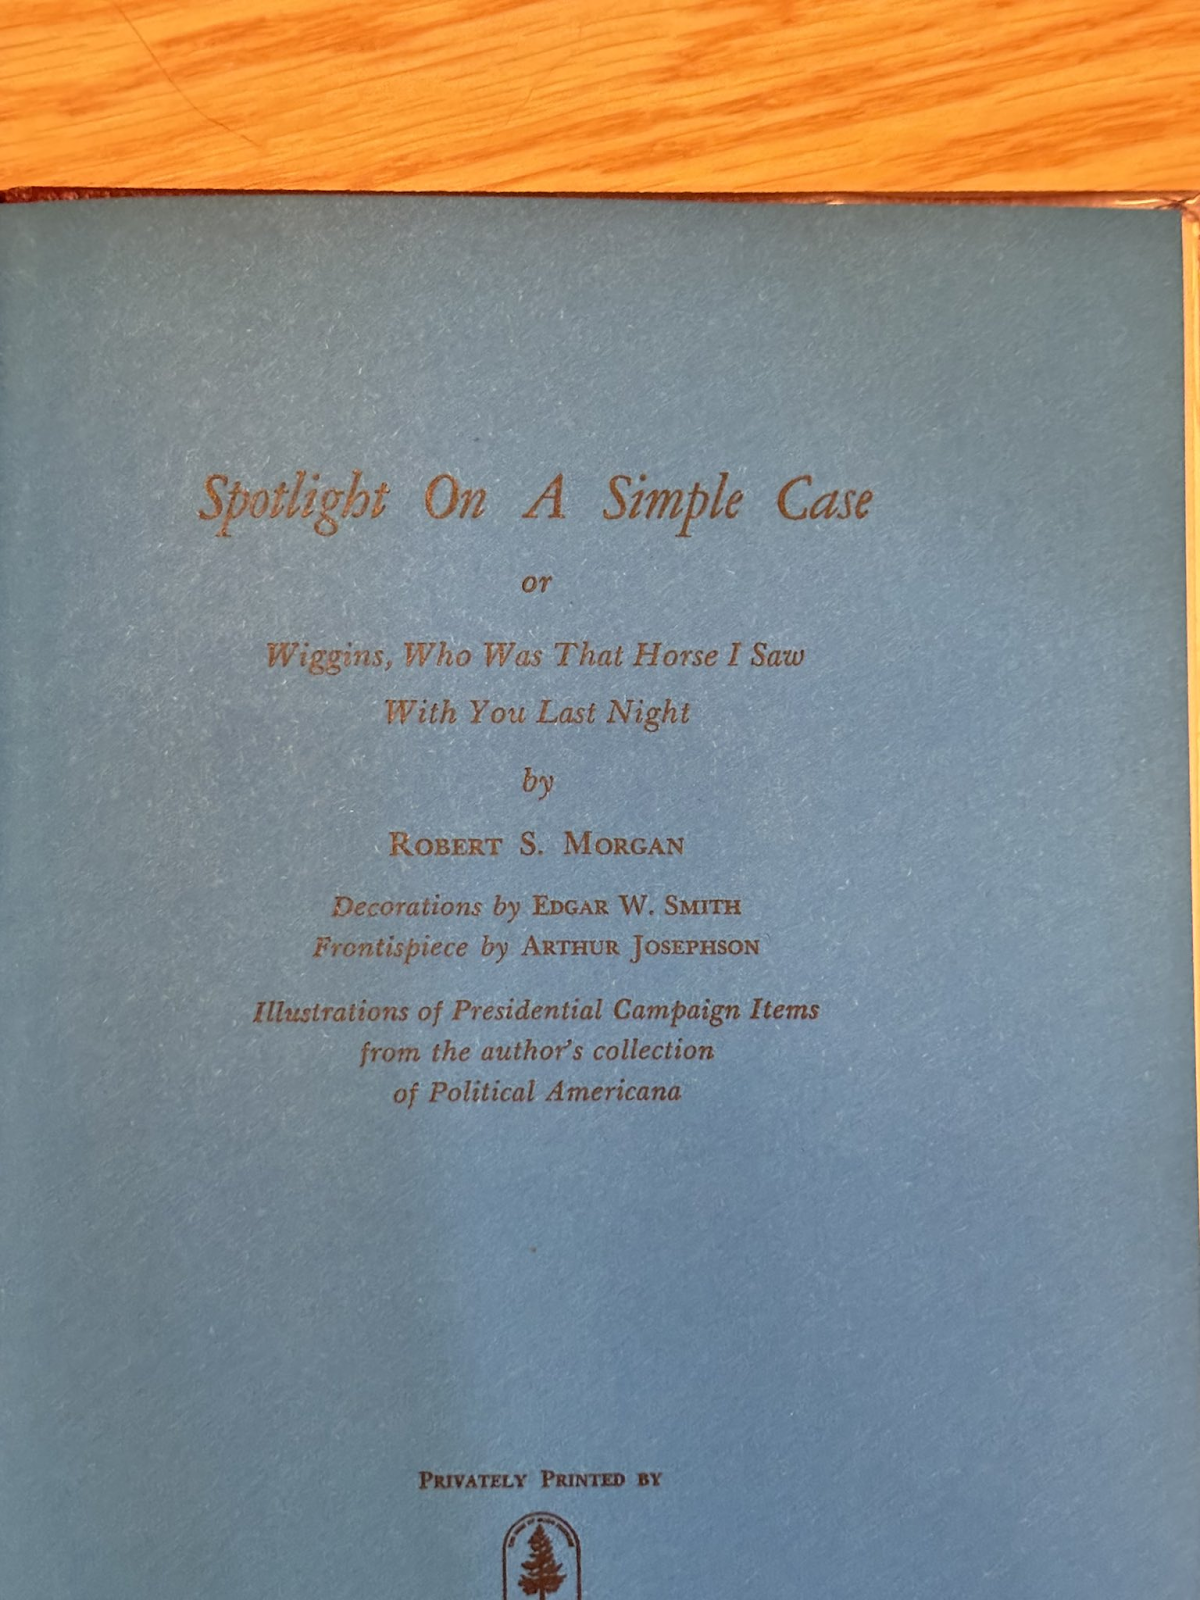 Spotlight On A Simple Case
or
Wiggins, Who Was That Horse I Saw
With You Last Night
by
ROBERT S. MORGAN
Decorations by EDGAR W. SMITH
Frontispiece by ARTHUR JOSEPHSON
Illustrations of Presidential Campaign Items
from the author's collection
of Political Americana
PRIVATELY PRINTED BY